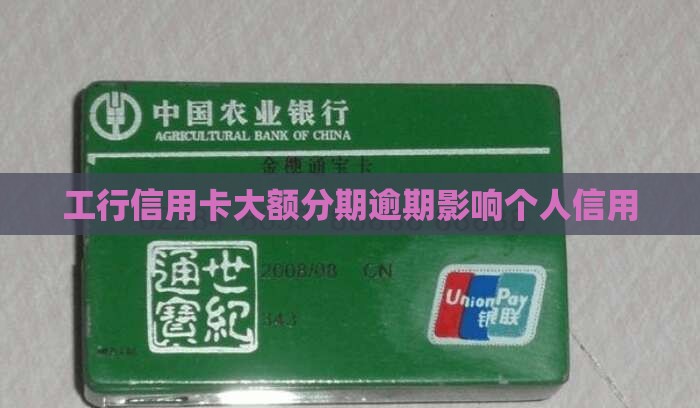 中国农业银行
AGRICULTURAL BANK OF CHINA
金穗通宝卡
工行信用卡大额分期逾期影响个人信用
2008/08 CN
世紀
通寶
343
UnionPay
银联